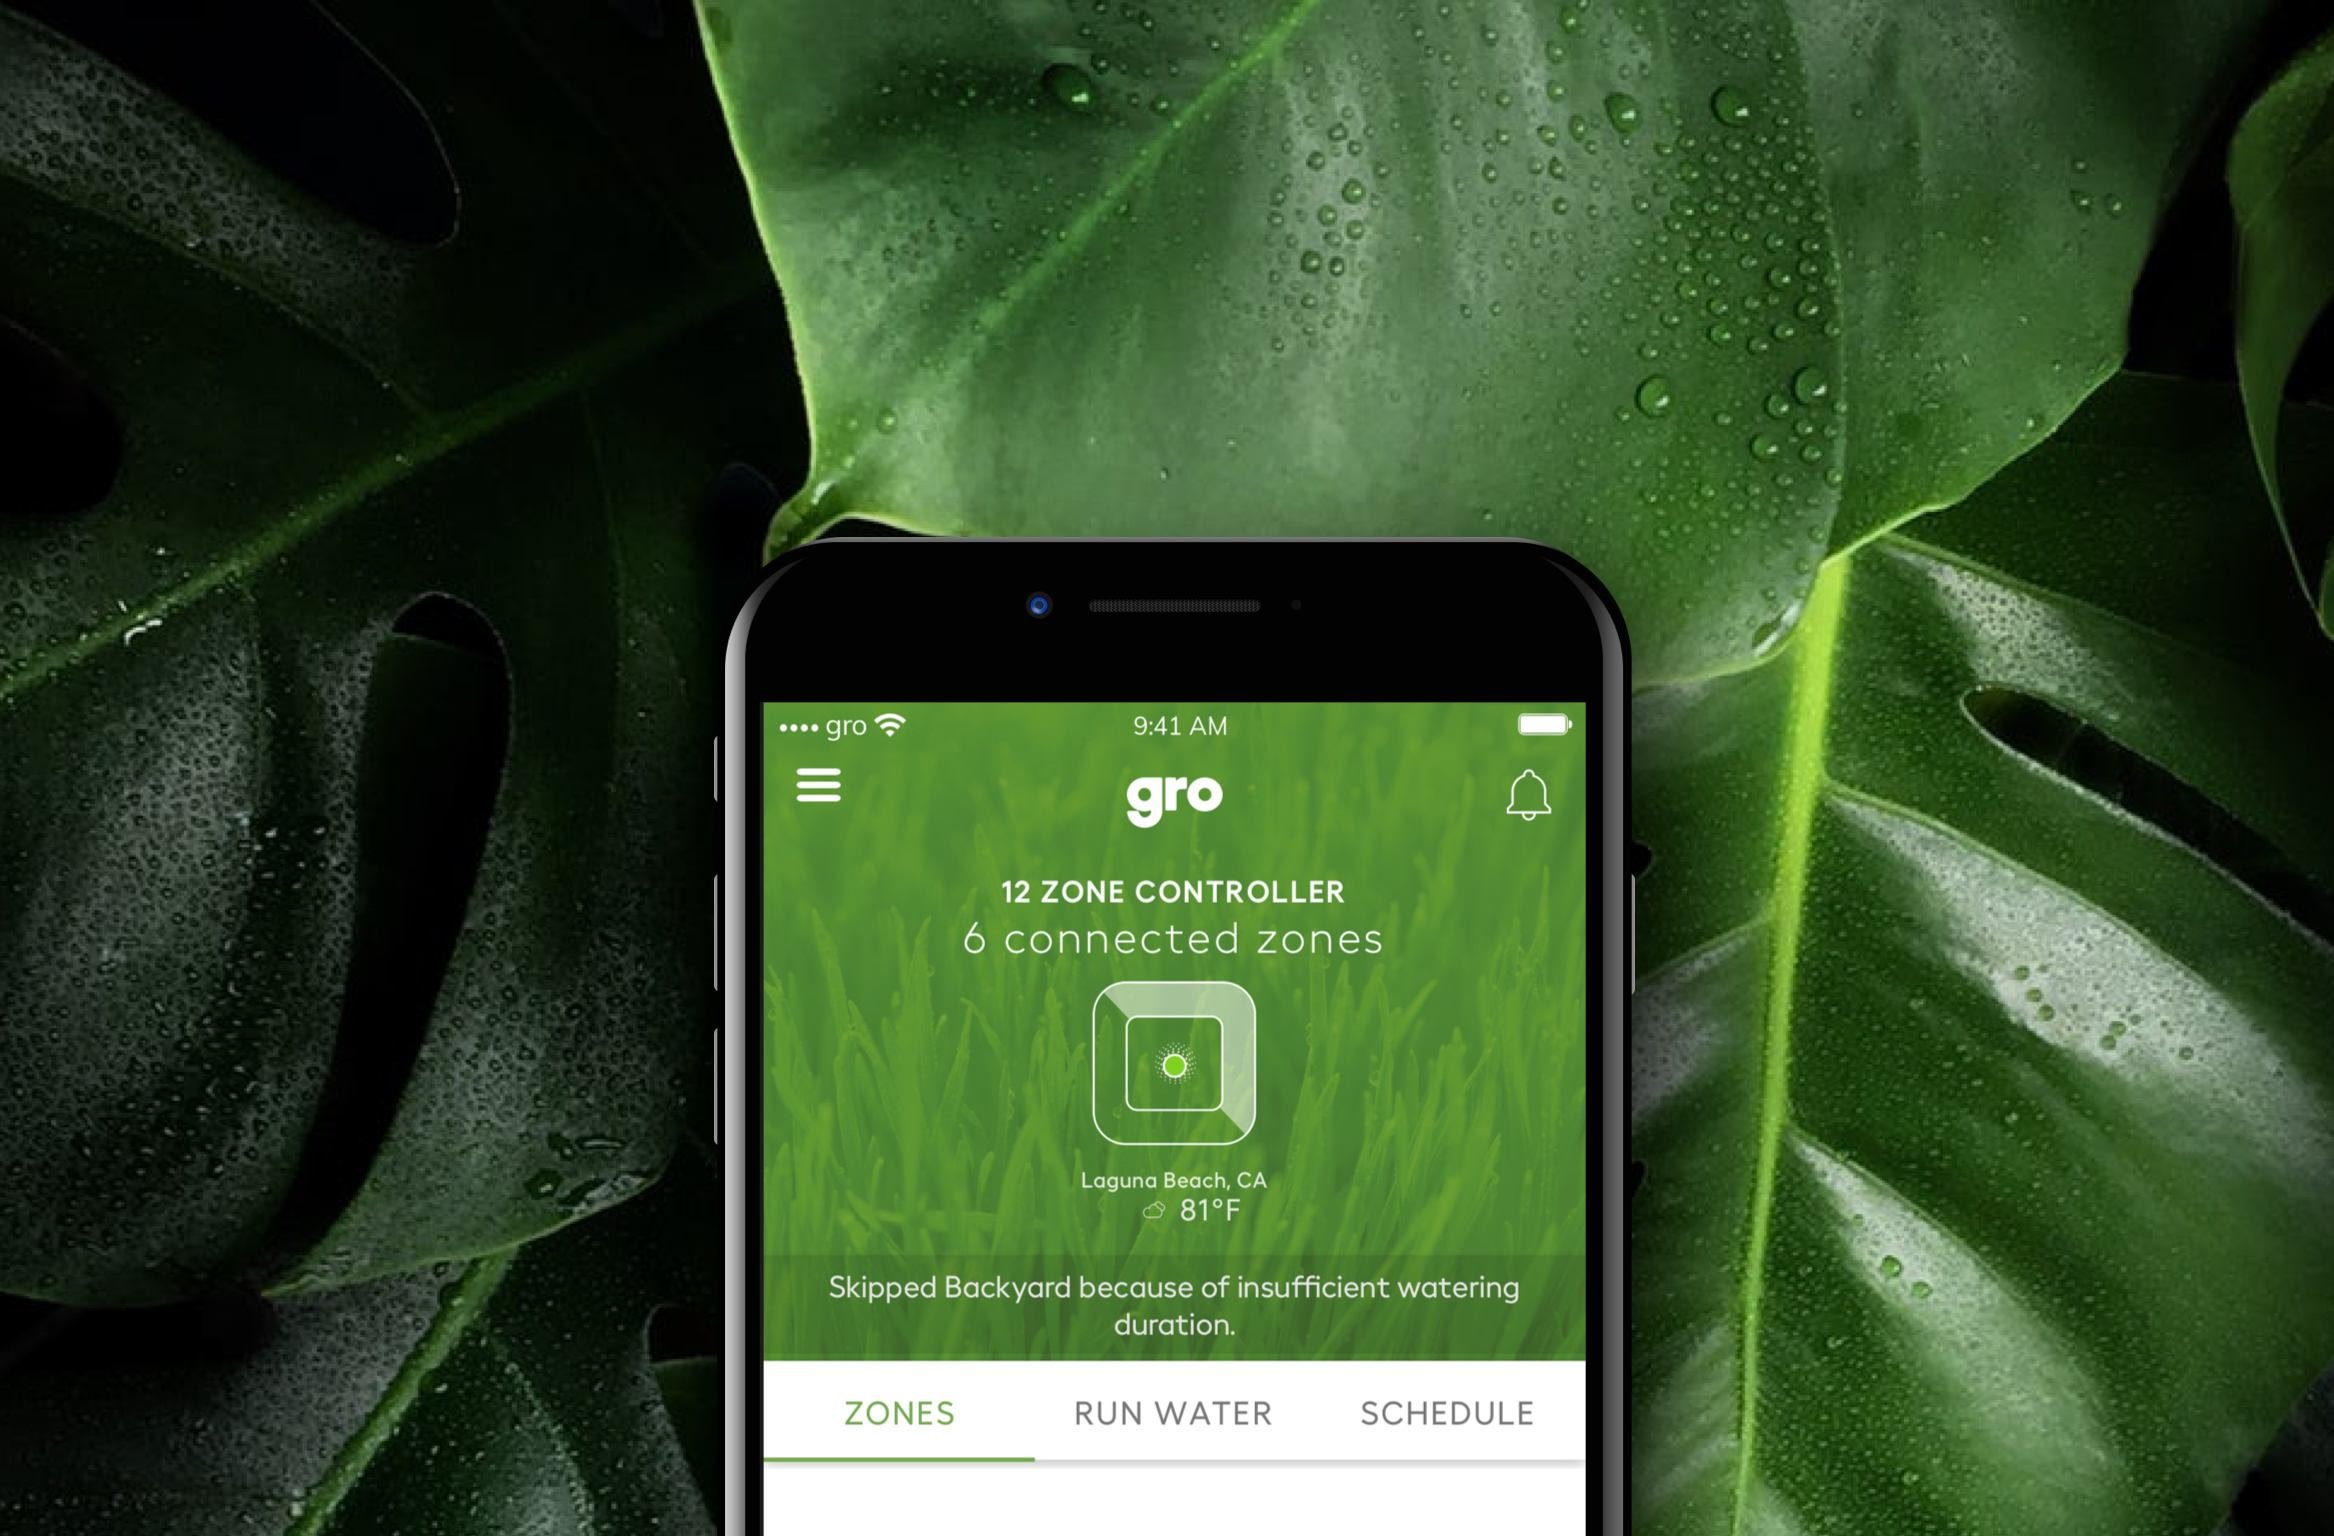 gro
9:41 AM
gro
12 ZONE CONTROLLER
6 connected zones
Laguna Beach, CA
81°F
Skipped Backyard because of insufficient watering
duration.
ZONES RUN WATER SCHEDULE